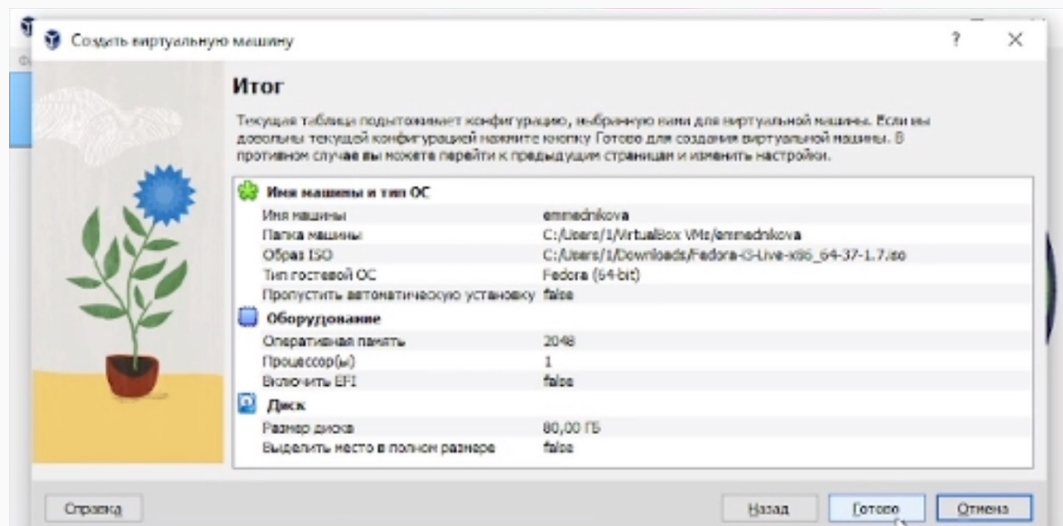 Создать виртуальную машину
Итог
Текущая таблица подытоживает конфигурацию, выбранную вами для виртуальной машины. Если вы
довольны текущей конфигурацией нажмите кнопку Готово для создания виртуальной машины. В
противном случае вы можете перейти к предыдущим страницам и изменить настройки.
Имя машины и тип ОС
Имя машины emmednikova
Папка машины C:/Users/1/VirtualBox VMs/emmednikova
Образ ISO C:/Users/1/Downloads/Fedora-i3-Live-x86_64-37-1.7.iso
Тип гостевой ОС Fedora (64-bit)
Пропустить автоматическую установку false
Оборудование
Оперативная память 2048
Процессор(ы) 1
Включить EFI false
Диск
Размер диска 80,00 ГБ
Выделить место в полном размере false
Справка Назад Готово Отмена